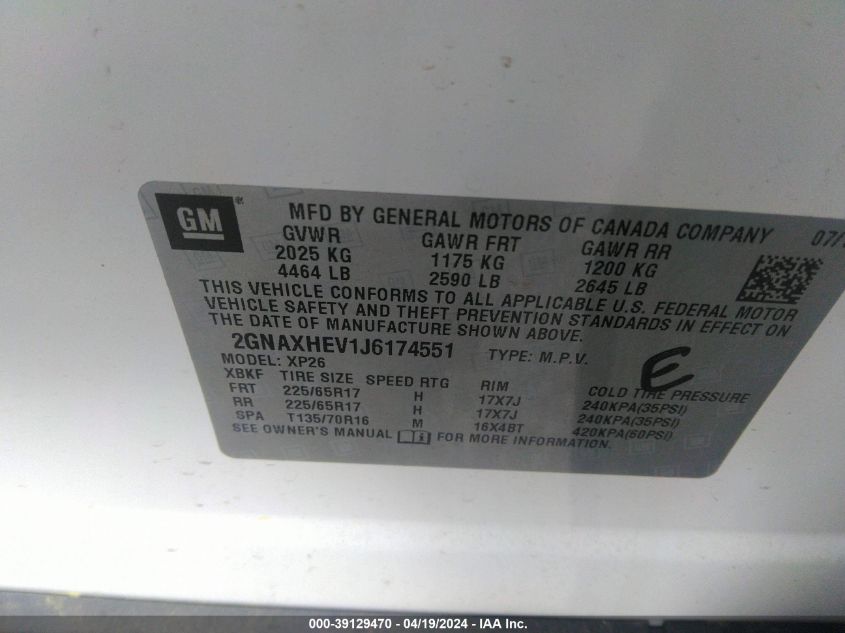 GM ®
MFD BY GENERAL MOTORS OF CANADA COMPANY 07/
GVWR GAWR FRT GAWR RR
2025 KG 1175 KG 1200 KG
4464 LB 2590 LB 2645 LB
THIS VEHICLE CONFORMS TO ALL APPLICABLE U.S. FEDERAL MOTOR
VEHICLE SAFETY AND THEFT PREVENTION STANDARDS IN EFFECT ON
THE DATE OF MANUFACTURE SHOWN ABOVE.
2GNAXHEV1J6174551 TYPE: M.P.V.
MODEL: XP26
XBKF TIRE SIZE SPEED RTG RIM COLD TIRE PRESSURE
FRT 225/65R17 H 17X7J 240KPA(35PSI)
RR 225/65R17 H 17X7J 240KPA(35PSI)
SPA T135/70R16 M 16X4BT 420KPA(60PSI)
SEE OWNER'S MANUAL FOR MORE INFORMATION.
000-39129470 - 04/19/2024 - IAA Inc.